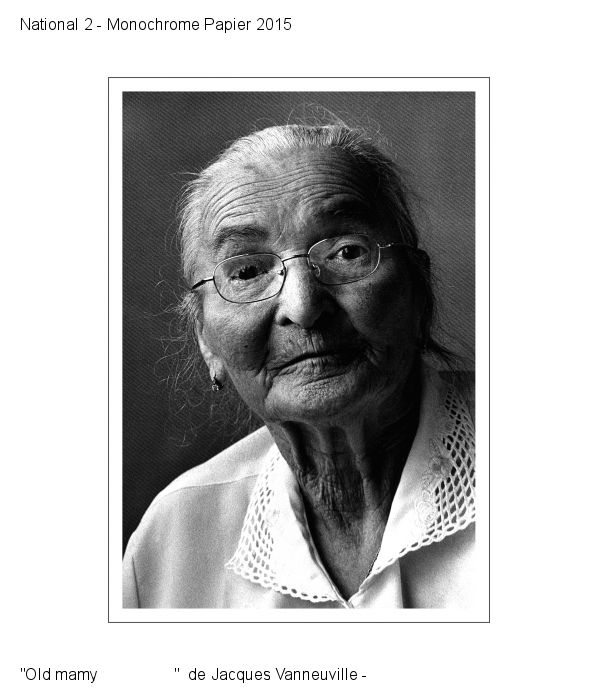 National 2 - Monochrome Papier 2015
"Old mamy " de Jacques Vanneuville -